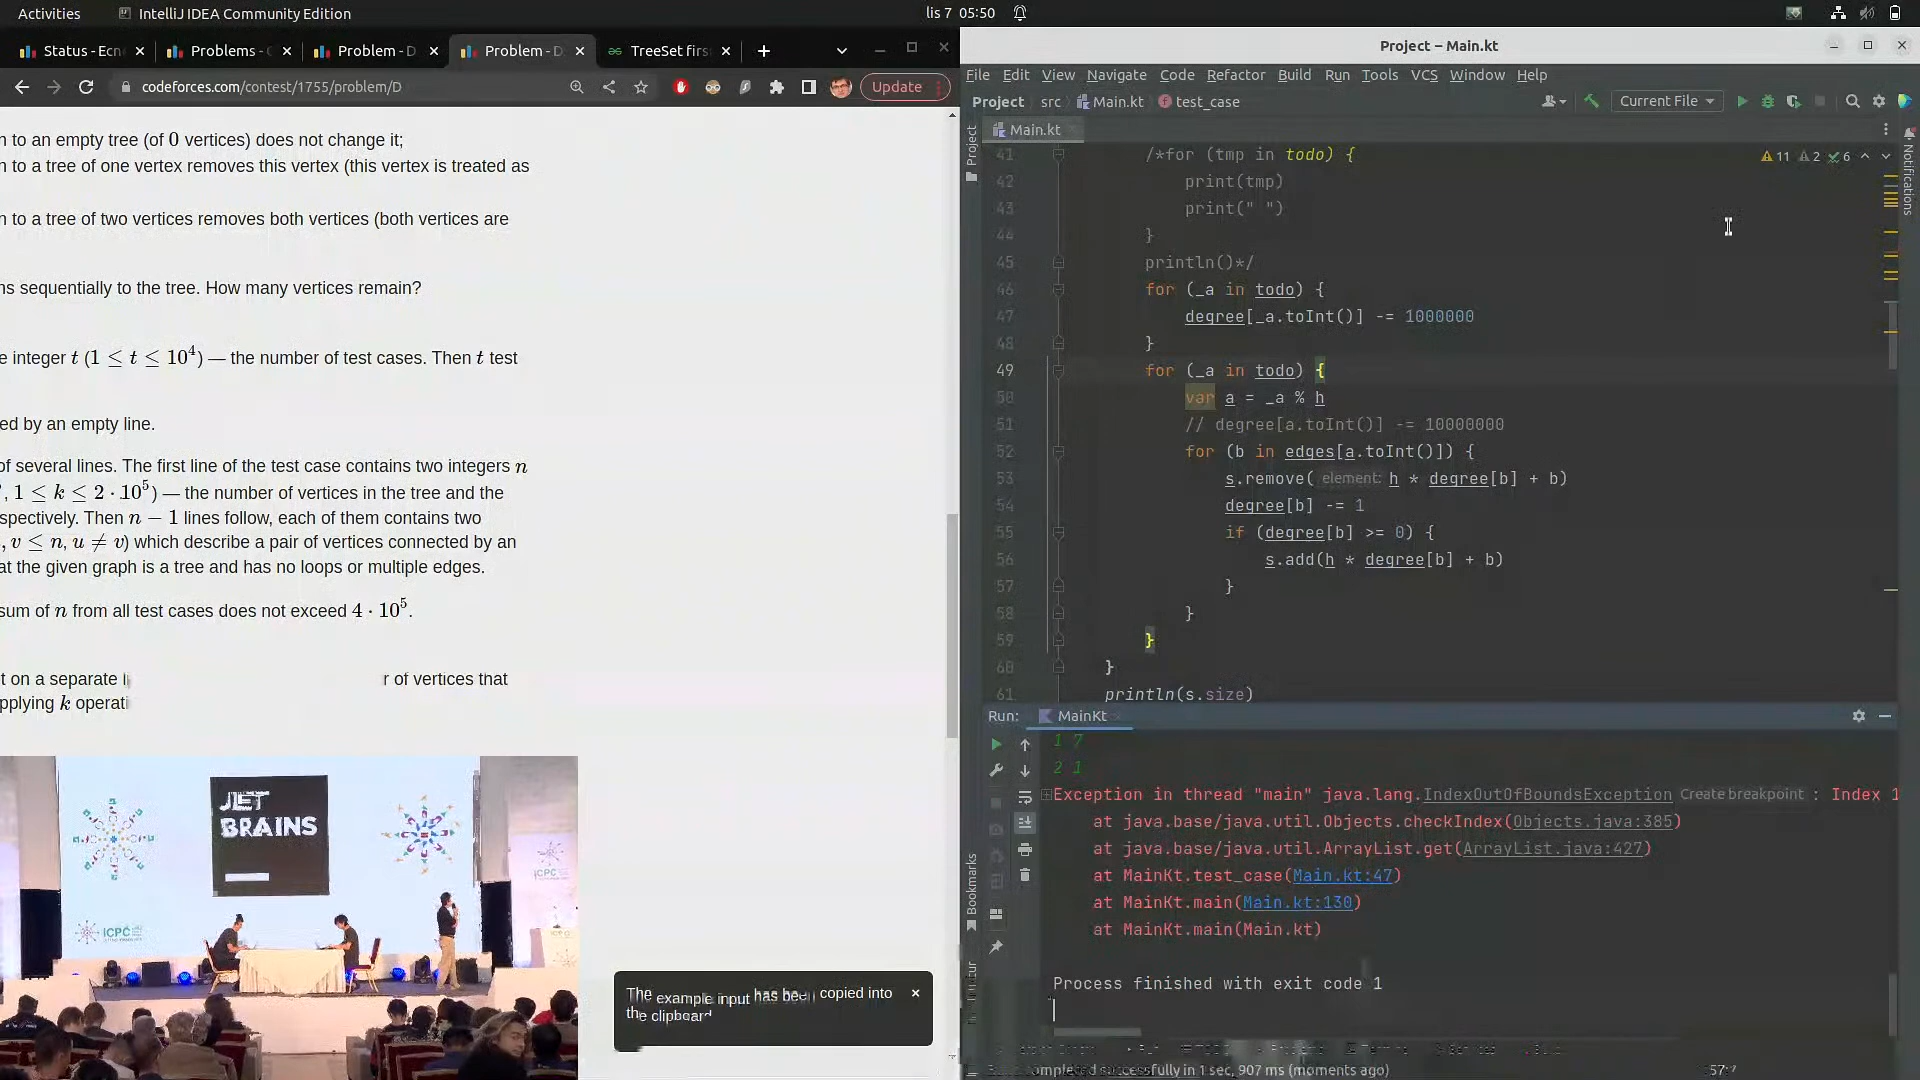 Activities
IntelliJ IDEA Community Edition
lis 7 05:50
Status - Ecn
Problems -
Problem - D
Problem - D
TreeSet firs
codeforces.com/contest/1755/problem/D
Update
n to an empty tree (of 0 vertices) does not change it;
n to a tree of one vertex removes this vertex (this vertex is treated as
n to a tree of two vertices removes both vertices (both vertices are
ns sequentially to the tree. How many vertices remain?
e integer t (1 ≤ t ≤ 10^4) — the number of test cases. Then t test
ed by an empty line.
of several lines. The first line of the test case contains two integers n
, 1 ≤ k ≤ 2 · 10^5) — the number of vertices in the tree and the
spectively. Then n − 1 lines follow, each of them contains two
, v ≤ n, u ≠ v) which describe a pair of vertices connected by an
at the given graph is a tree and has no loops or multiple edges.
sum of n from all test cases does not exceed 4 · 10^5.
t on a separate l
r of vertices that
pplying k operati
JET
BRAINS
ICPC
The example input has been copied into
the clipboard
Project – Main.kt
File Edit View Navigate Code Refactor Build Run Tools VCS Window Help
Project src Main.kt test_case
Current File
Project
Main.kt
Notifications
11 2 6
41 /*for (tmp in todo) {
42 print(tmp)
43 print(" ")
44 }
45 println()*/
46 for (_a in todo) {
47 degree[_a.toInt()] -= 1000000
48 }
49 for (_a in todo) {
50 var a = _a % h
51 // degree[a.toInt()] -= 10000000
52 for (b in edges[a.toInt()]) {
53 s.remove( element: h * degree[b] + b)
54 degree[b] -= 1
55 if (degree[b] >= 0) {
56 s.add(h * degree[b] + b)
57 }
58 }
59 }
60 }
61 println(s.size)
Run: MainKt
1 7
2 1
Exception in thread "main" java.lang.IndexOutOfBoundsException Create breakpoint : Index 1
at java.base/java.util.Objects.checkIndex(Objects.java:385)
at java.base/java.util.ArrayList.get(ArrayList.java:427)
at MainKt.test_case(Main.kt:47)
at MainKt.main(Main.kt:130)
at MainKt.main(Main.kt)
Process finished with exit code 1
Bookmarks
ompleted successfully in 1 sec, 907 ms (moments ago)
57:7